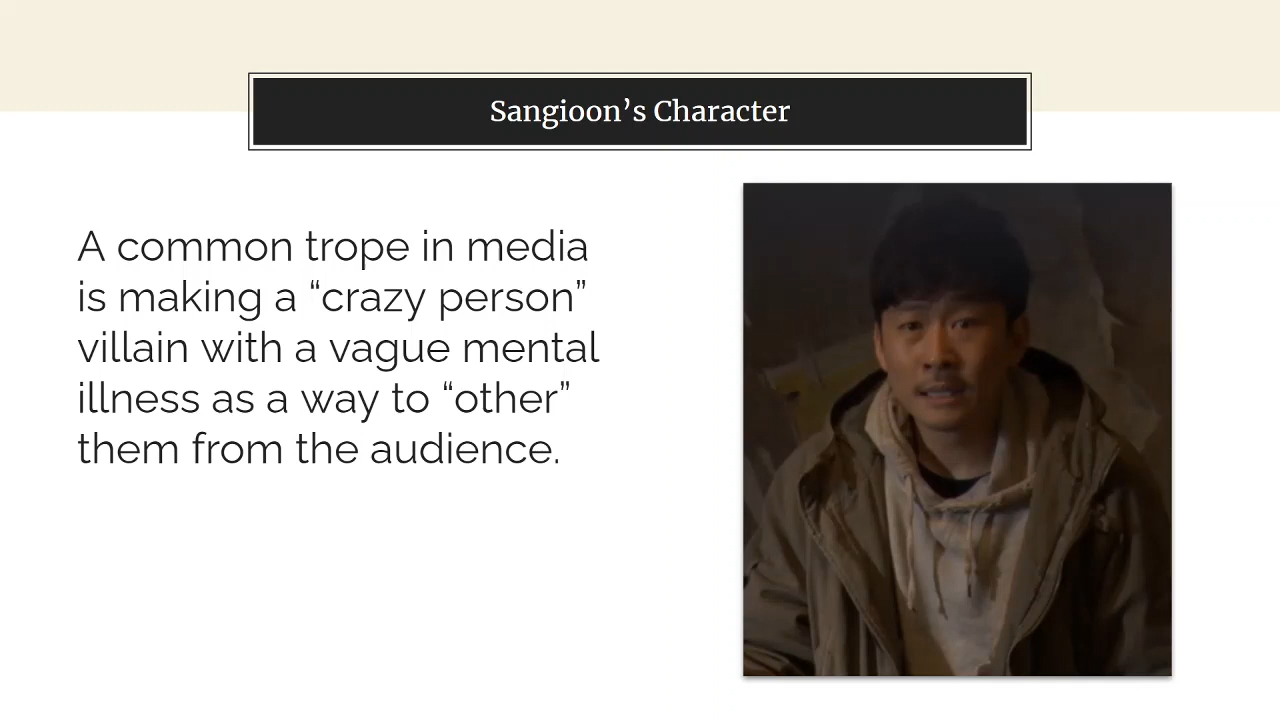 Sangioon’s Character
A common trope in media
is making a “crazy person”
villain with a vague mental
illness as a way to “other”
them from the audience.